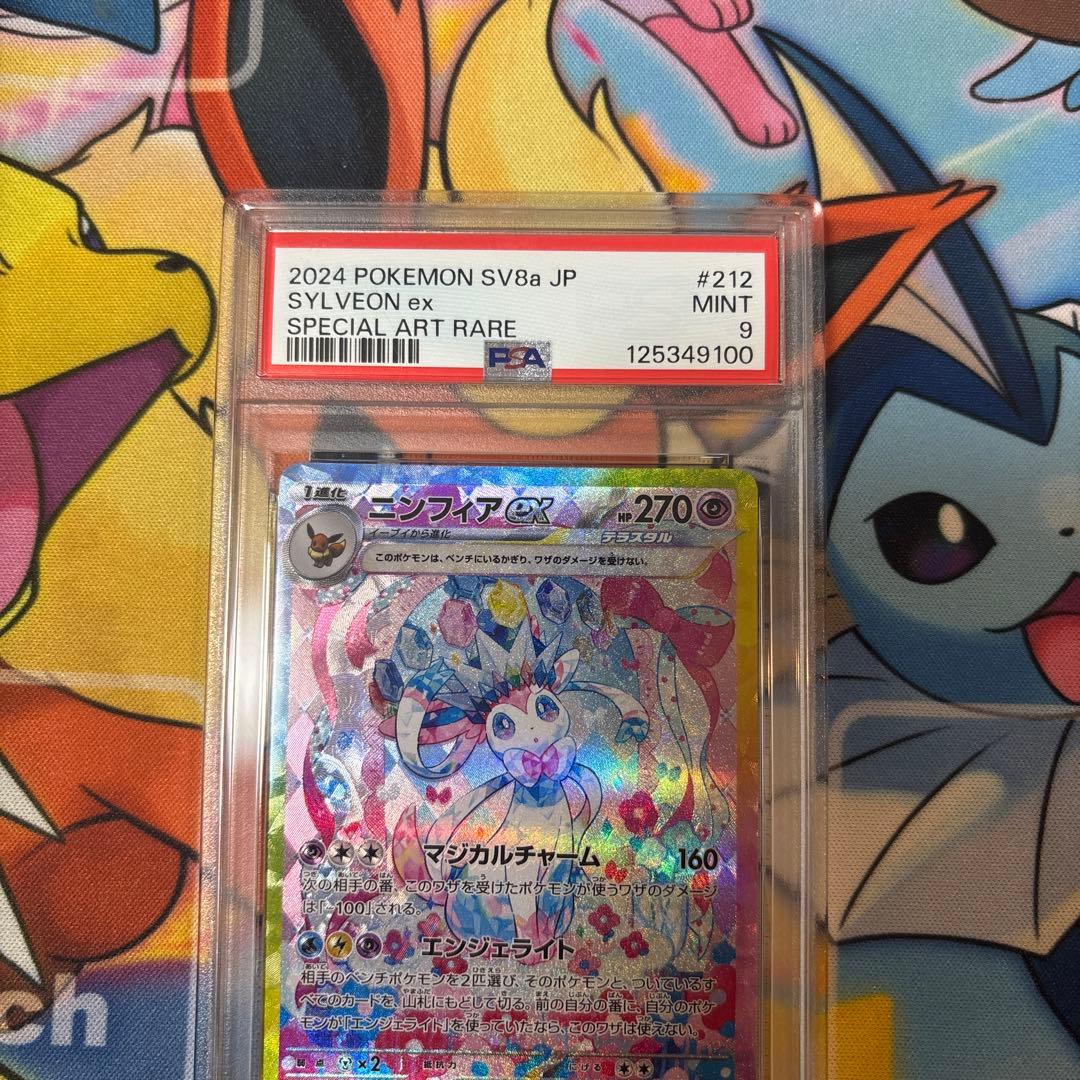 2024 POKEMON SV8a JP #212
SYLVEON ex MINT
SPECIAL ART RARE 9
PSA 125349100
1進化 ニンフィアex HP270
イーブイから進化 テラスタル
このポケモンは、ベンチにいるかぎり、ワザのダメージを受けない。
マジカルチャーム 160
次の相手の番、このワザを受けたポケモンが使うワザのダメージ
は「-100」される。
エンジェライト
相手のベンチポケモンを2匹選び、そのポケモンと、ついているす
べてのカードを、山札にもどして切る。前の自分の番に、自分のポケ
モンが「エンジェライト」を使っていたなら、このワザは使えない。
弱点 ×2 抵抗力 にげる
ch